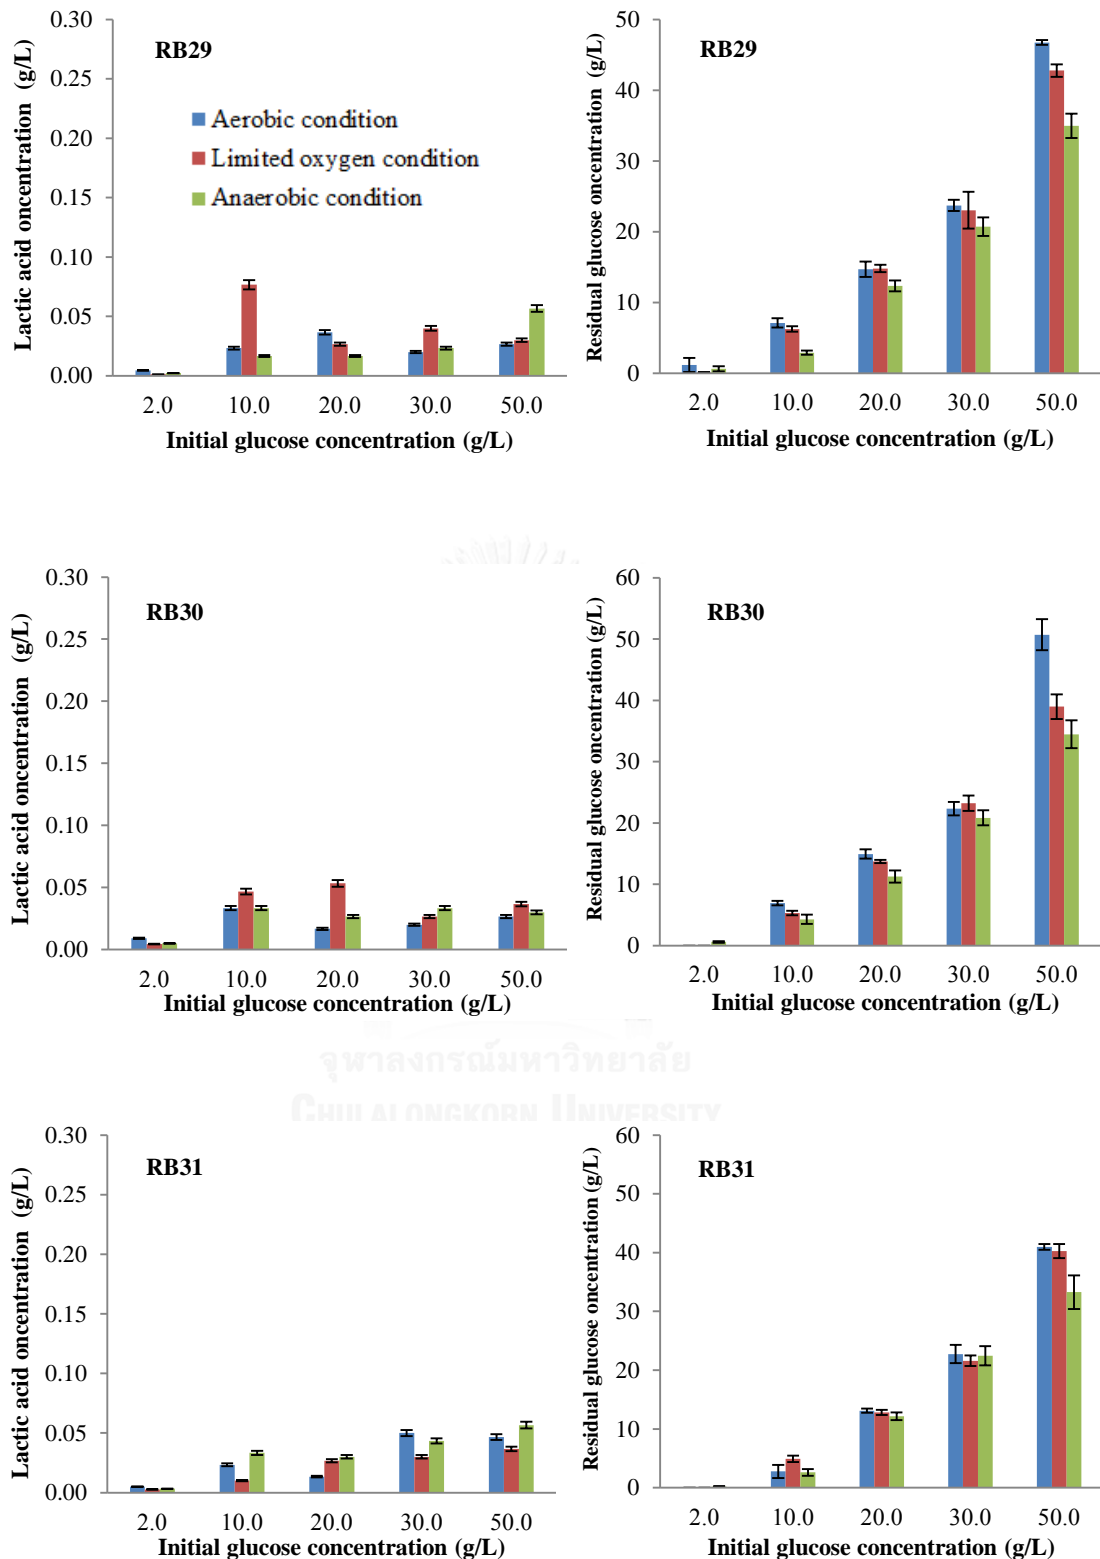 RB29
Lactic acid oncentration (g/L)
0.30
0.25
0.20
0.15
0.10
0.05
0.00
Aerobic condition
Limited oxygen condition
Anaerobic condition
2.0 10.0 20.0 30.0 50.0
Initial glucose concentration (g/L)
RB29
Residual glucose oncentration (g/L)
50
40
30
20
10
0
2.0 10.0 20.0 30.0 50.0
Initial glucose concentration (g/L)
RB30
Lactic acid oncentration (g/L)
0.30
0.25
0.20
0.15
0.10
0.05
0.00
2.0 10.0 20.0 30.0 50.0
Initial glucose concentration (g/L)
RB30
Residual glucose oncentration (g/L)
60
50
40
30
20
10
0
2.0 10.0 20.0 30.0 50.0
Initial glucose concentration (g/L)
จุฬาลงกรณ์มหาวิทยาลัย
CHULALONGKORN UNIVERSITY
RB31
Lactic acid oncentration (g/L)
0.30
0.25
0.20
0.15
0.10
0.05
0.00
2.0 10.0 20.0 30.0 50.0
Initial glucose concentration (g/L)
RB31
Residual glucose oncentration (g/L)
60
50
40
30
20
10
0
2.0 10.0 20.0 30.0 50.0
Initial glucose concentration (g/L)